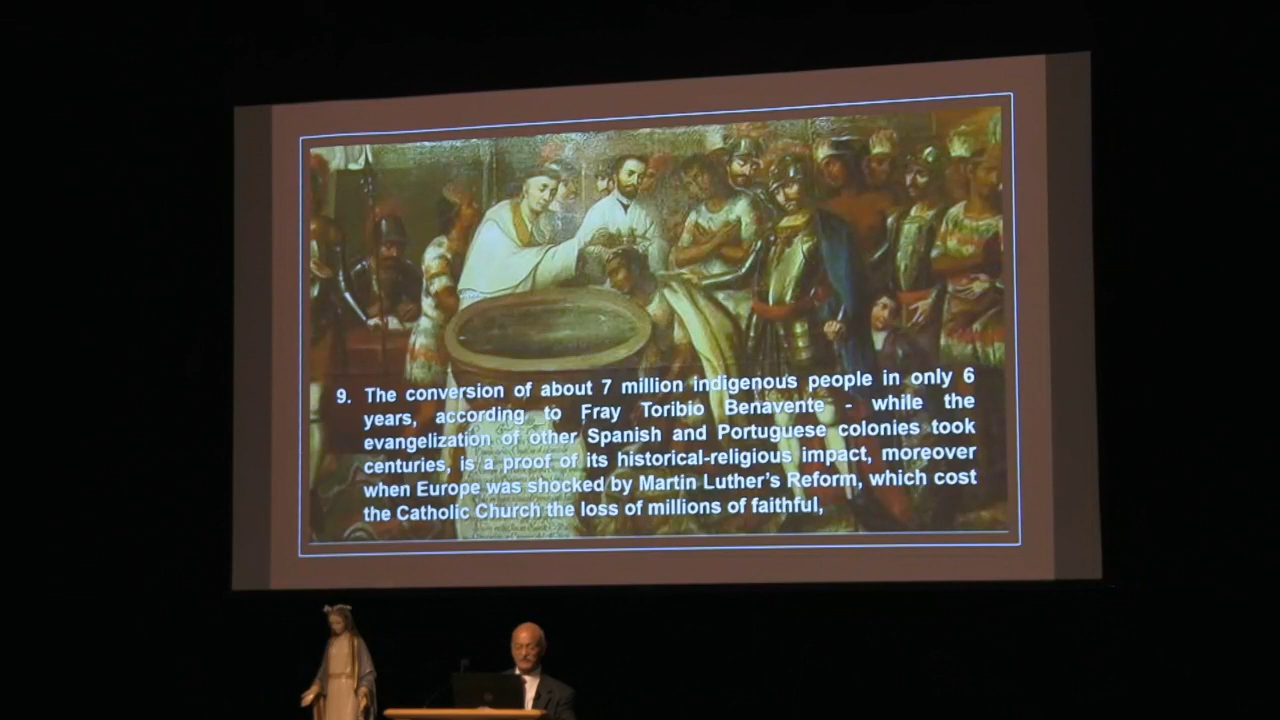 9. The conversion of about 7 million indigenous people in only 6
years, according to Fray Toribio Benavente - while the
evangelization of other Spanish and Portuguese colonies took
centuries, is a proof of its historical-religious impact, moreover
when Europe was shocked by Martin Luther's Reform, which cost
the Catholic Church the loss of millions of faithful,